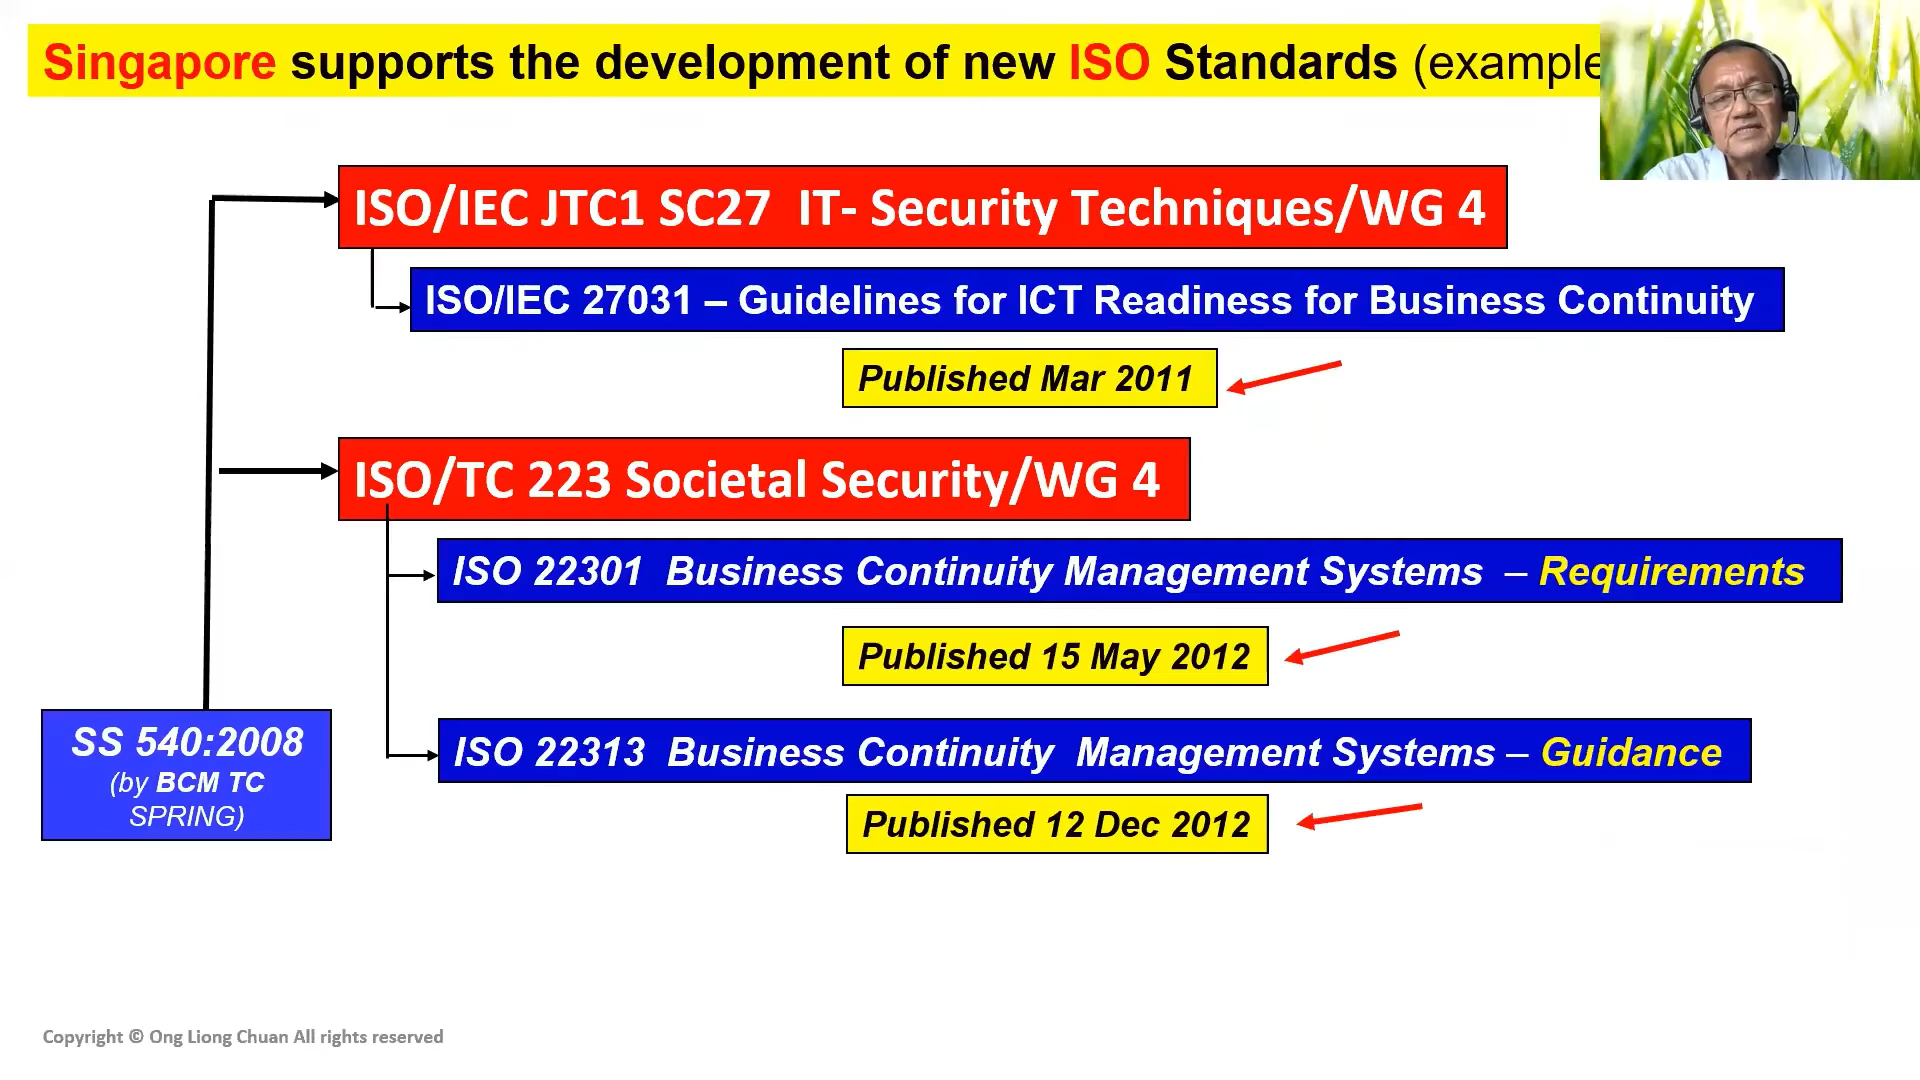 Singapore supports the development of new ISO Standards (example
ISO/IEC JTC1 SC27 IT- Security Techniques/WG 4
ISO/IEC 27031 – Guidelines for ICT Readiness for Business Continuity
Published Mar 2011
ISO/TC 223 Societal Security/WG 4
ISO 22301 Business Continuity Management Systems – Requirements
Published 15 May 2012
SS 540:2008
(by BCM TC
SPRING)
ISO 22313 Business Continuity Management Systems – Guidance
Published 12 Dec 2012
Copyright © Ong Liong Chuan All rights reserved